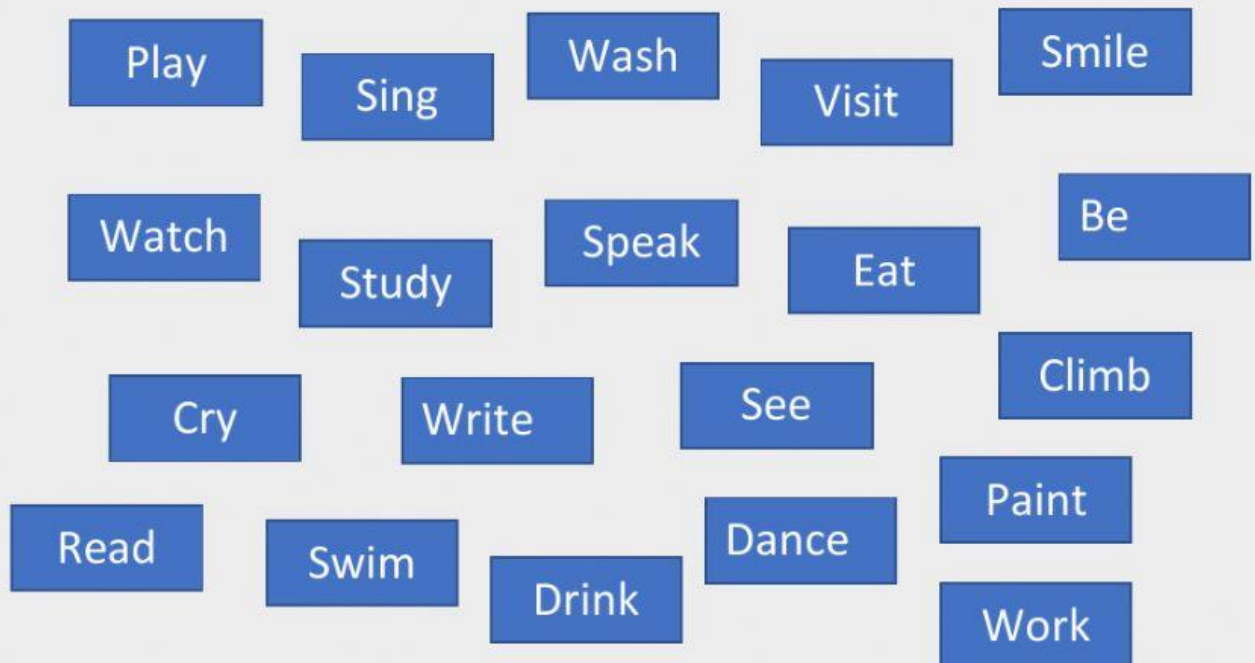 Play
Sing
Wash
Visit
Smile
Watch
Study
Speak
Eat
Be
Cry
Write
See
Climb
Read
Swim
Drink
Dance
Paint
Work